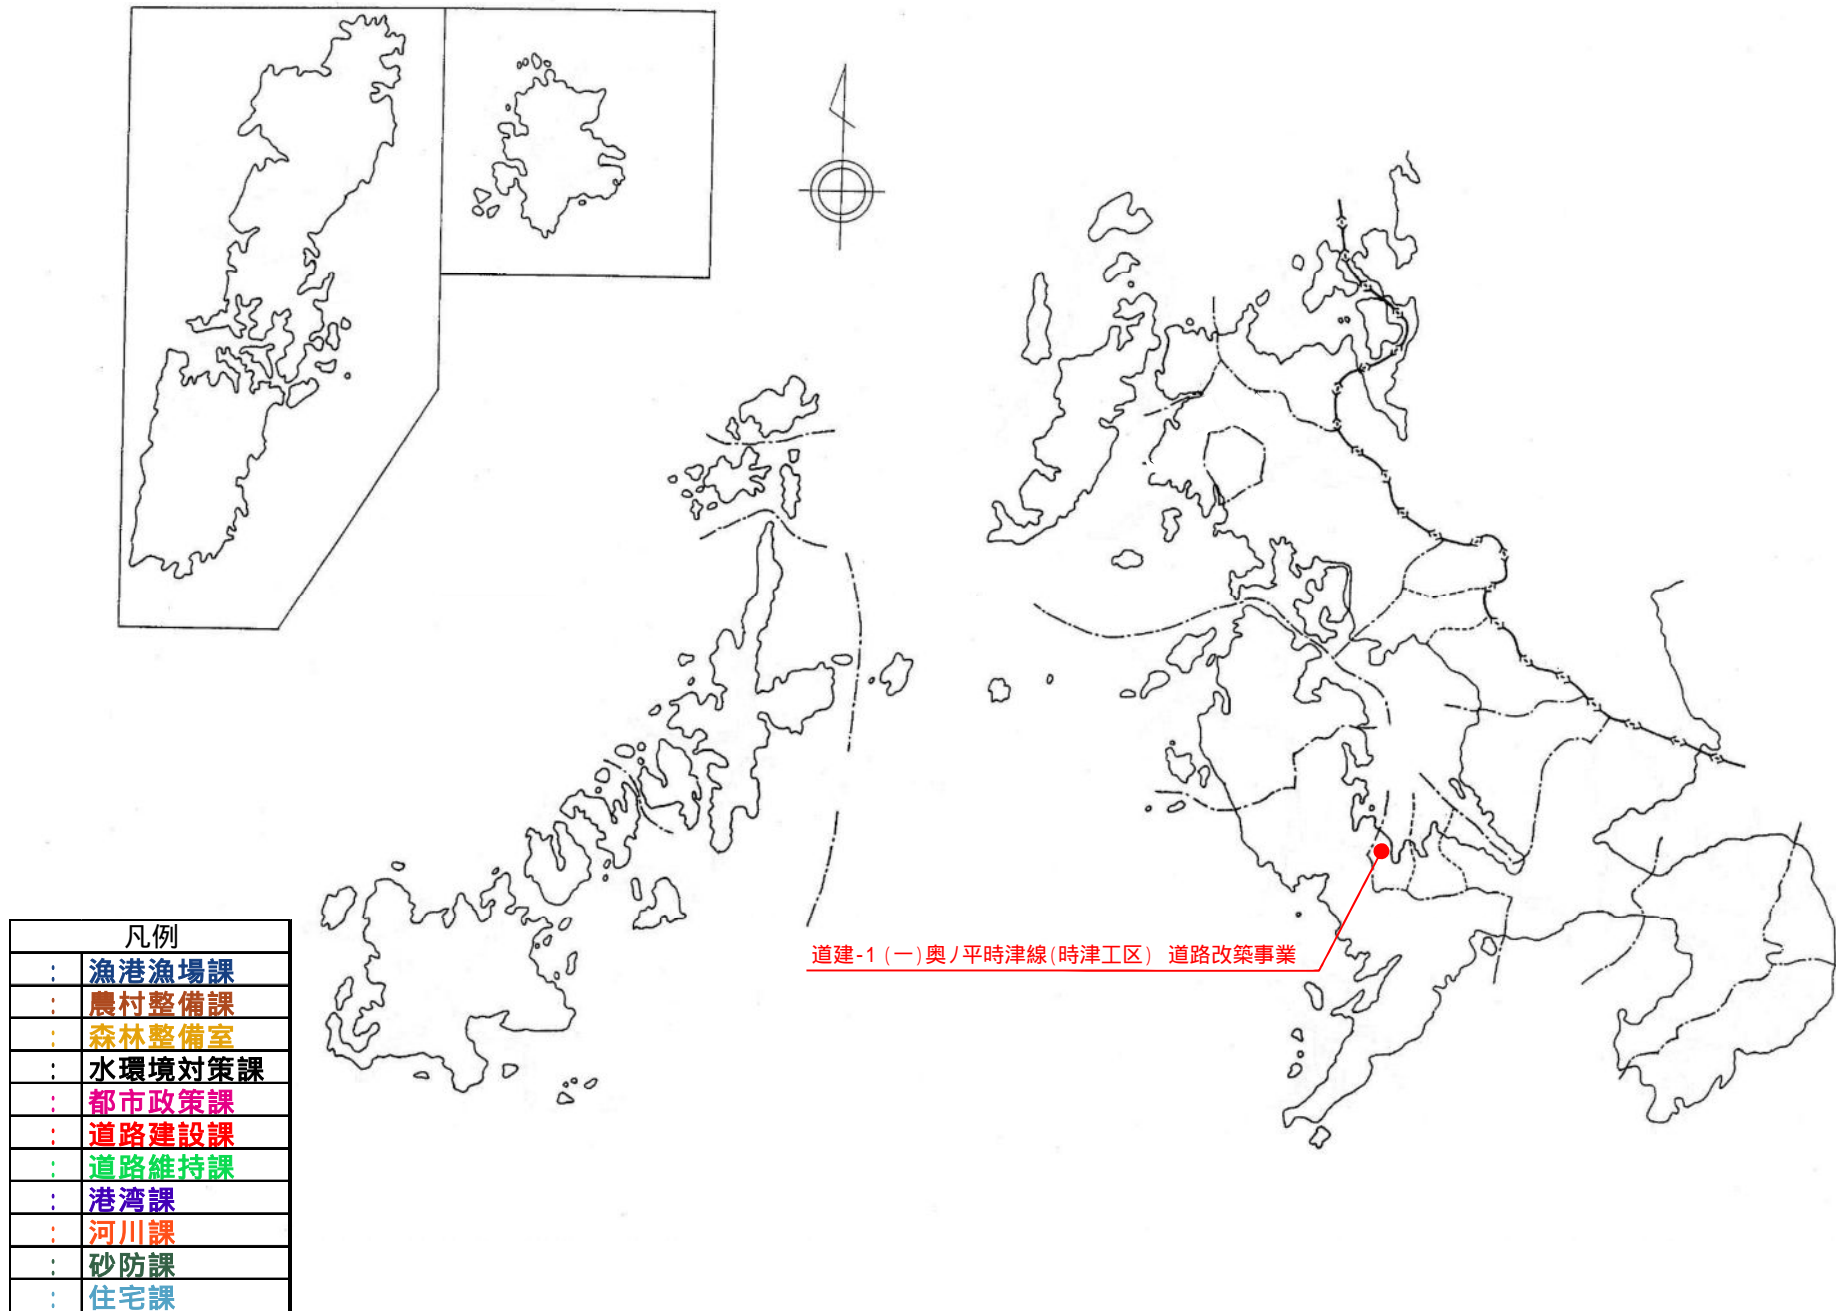 道建-1 (一)奥ノ平時津線(時津工区) 道路改築事業
凡例
: 漁港漁場課
: 農村整備課
: 森林整備室
: 水環境対策課
: 都市政策課
: 道路建設課
: 道路維持課
: 港湾課
: 河川課
: 砂防課
: 住宅課